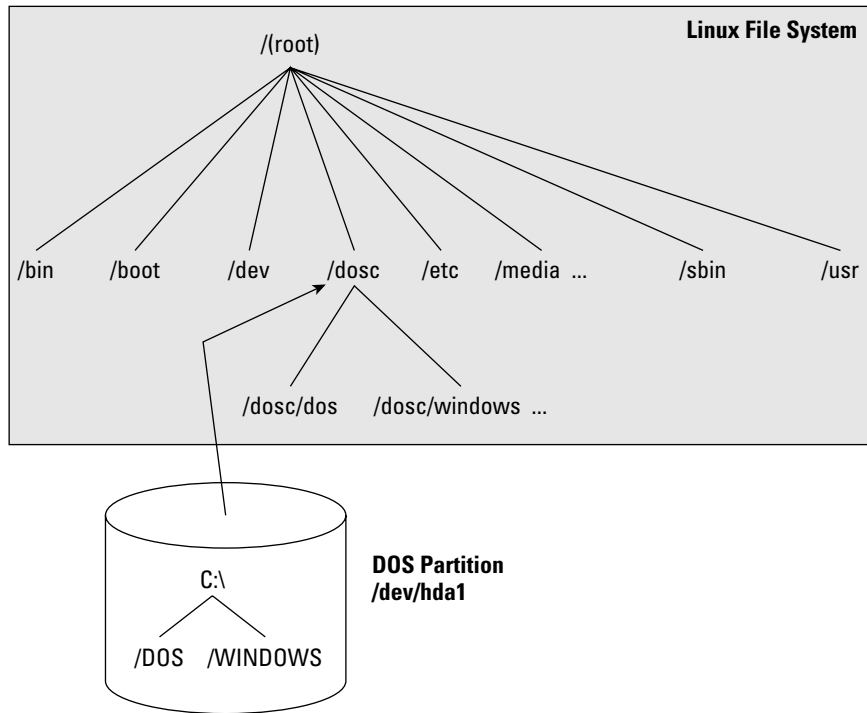 Linux File System
/(root)
/bin /boot /dev /dosc /etc /media ... /sbin /usr
/dosc/dos /dosc/windows ...
DOS Partition
/dev/hda1
C:\
/DOS /WINDOWS